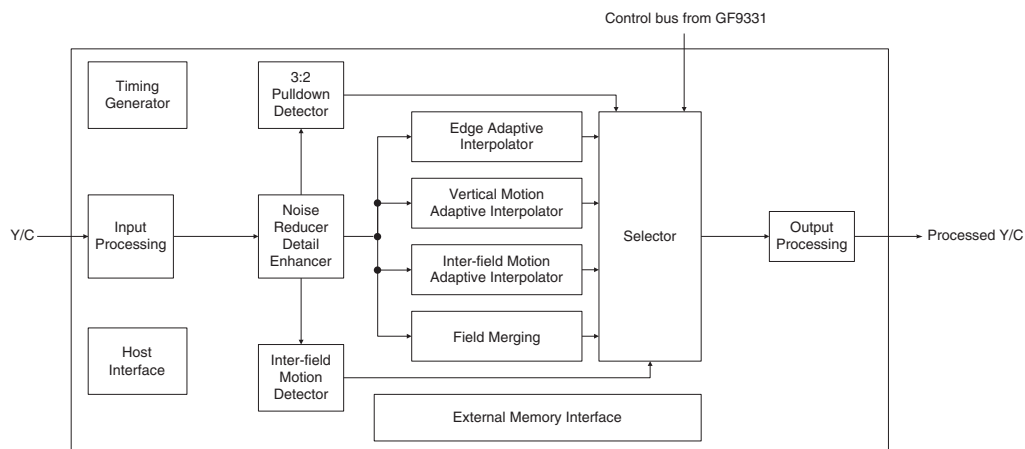 Control bus from GF9331
Timing
Generator
3:2
Pulldown
Detector
Edge Adaptive
Interpolator
Vertical Motion
Adaptive Interpolator
Inter-field Motion
Adaptive Interpolator
Field Merging
Y/C
Input
Processing
Noise
Reducer
Detail
Enhancer
Selector
Output
Processing
Processed Y/C
Host
Interface
Inter-field
Motion
Detector
External Memory Interface